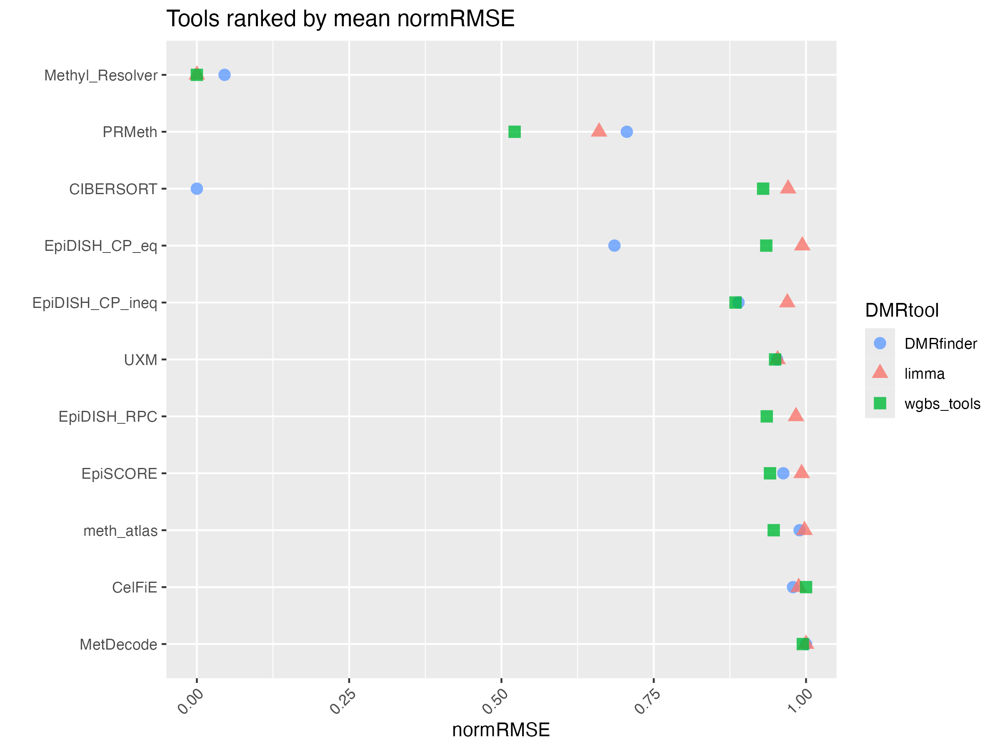 Tools ranked by mean normRMSE
Methyl_Resolver
PRMeth
CIBERSORT
EpiDISH_CP_eq
EpiDISH_CP_ineq
UXM
EpiDISH_RPC
EpiSCORE
meth_atlas
CelFiE
MetDecode
0.00
0.25
0.50
0.75
1.00
normRMSE
DMRtool
DMRfinder
limma
wgbs_tools